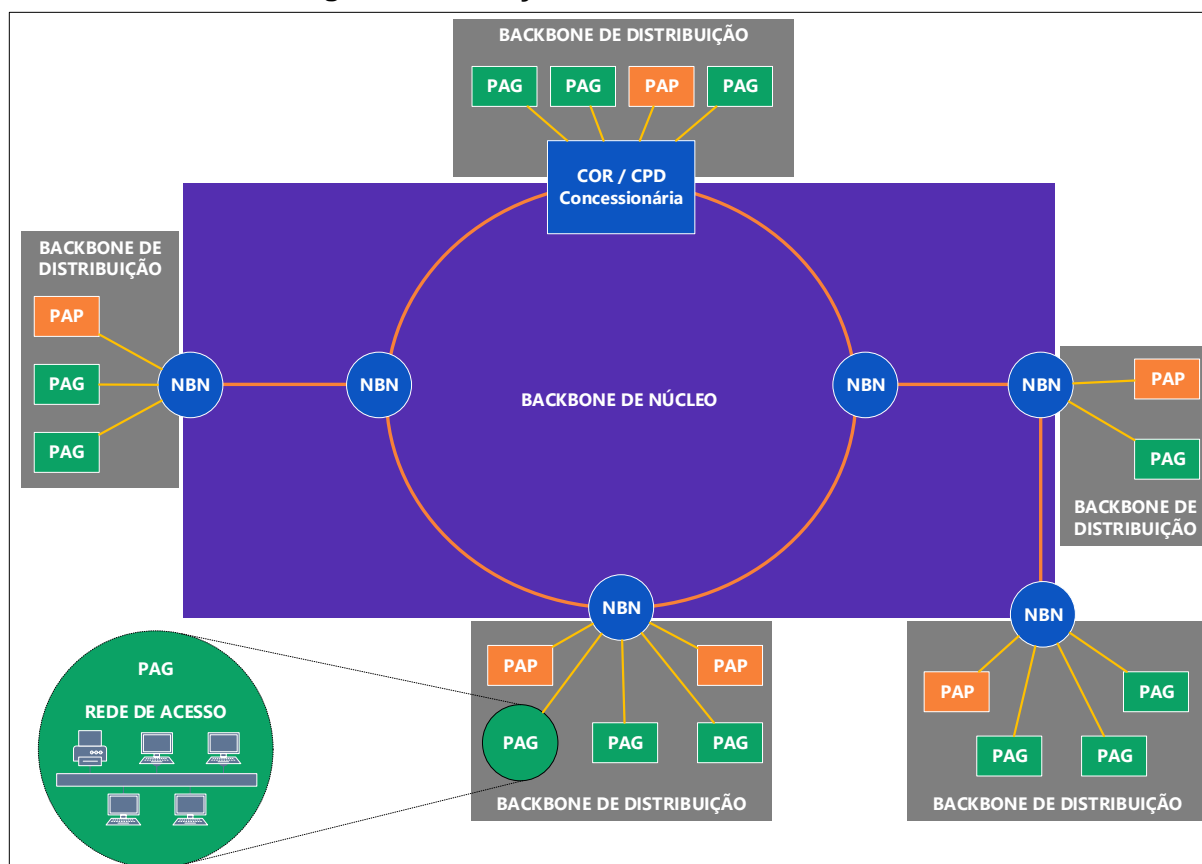 BACKBONE DE DISTRIBUIÇÃO
PAG
PAG
PAP
PAG
COR / CPD
Concessionária
BACKBONE DE
DISTRIBUIÇÃO
PAP
PAG
PAG
NBN
NBN
BACKBONE DE NÚCLEO
NBN
NBN
PAP
PAG
BACKBONE DE
DISTRIBUIÇÃO
NBN
PAP
PAP
PAG
PAG
PAG
BACKBONE DE DISTRIBUIÇÃO
NBN
PAP
PAG
PAG
PAG
BACKBONE DE DISTRIBUIÇÃO
PAG
REDE DE ACESSO